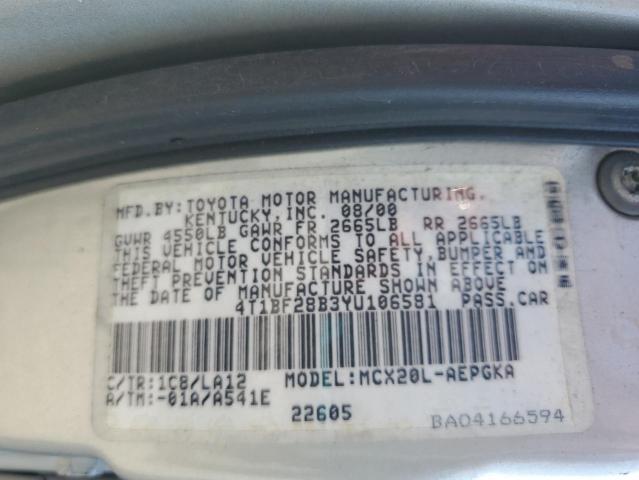 MFD.BY:TOYOTA MOTOR MANUFACTURING,
KENTUCKY,INC. 08/00
GVWR 4550LB GAWR FR 2665LB RR 2665LB
THIS VEHICLE CONFORMS TO ALL APPLICABLE
FEDERAL MOTOR VEHICLE SAFETY,BUMPER AND
THEFT PREVENTION STANDARDS IN EFFECT ON
THE DATE OF MANUFACTURE SHOWN ABOVE
4T1BF28B3YU106581 PASS.CAR
C/TR:1C8/LA12 MODEL:MCX20L-AEPGKA
A/TM:-01A/A541E
22605
BA04166594